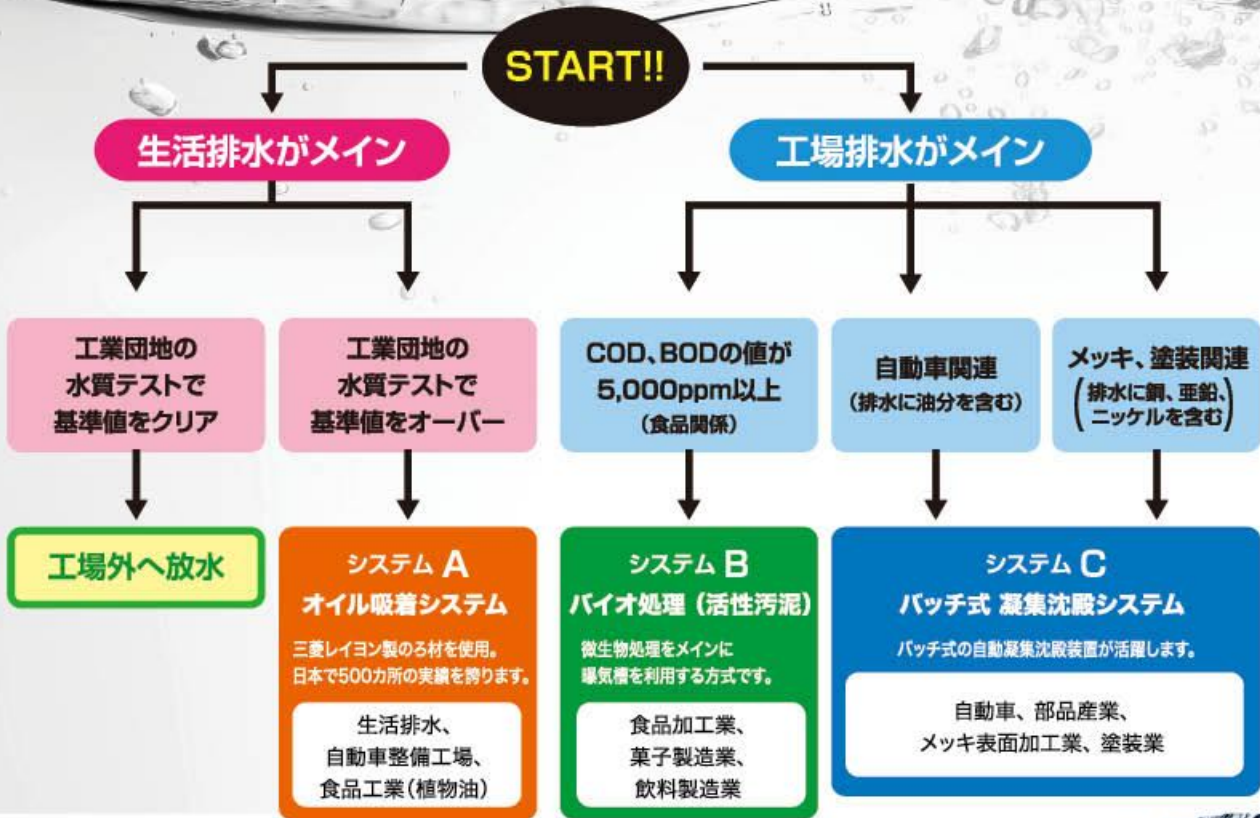 START!!
生活排水がメイン
工場排水がメイン
工業団地の
水質テストで
基準値をクリア
工業団地の
水質テストで
基準値をオーバー
COD、BODの値が
5,000ppm以上
(食品関係)
自動車関連
(排水に油分を含む)
メッキ、塗装関連
(排水に銅、亜鉛、
ニッケルを含む)
工場外へ放水
システム A
オイル吸着システム
三菱レイヨン製のろ材を使用。
日本で500カ所の実績を誇ります。
生活排水、
自動車整備工場、
食品工業(植物油)
システム B
バイオ処理(活性汚泥)
微生物処理をメインに
曝気槽を利用する方式です。
食品加工業、
菓子製造業、
飲料製造業
システム C
バッチ式 凝集沈殿システム
バッチ式の自動凝集沈殿装置が活躍します。
自動車、部品産業、
メッキ表面加工業、塗装業